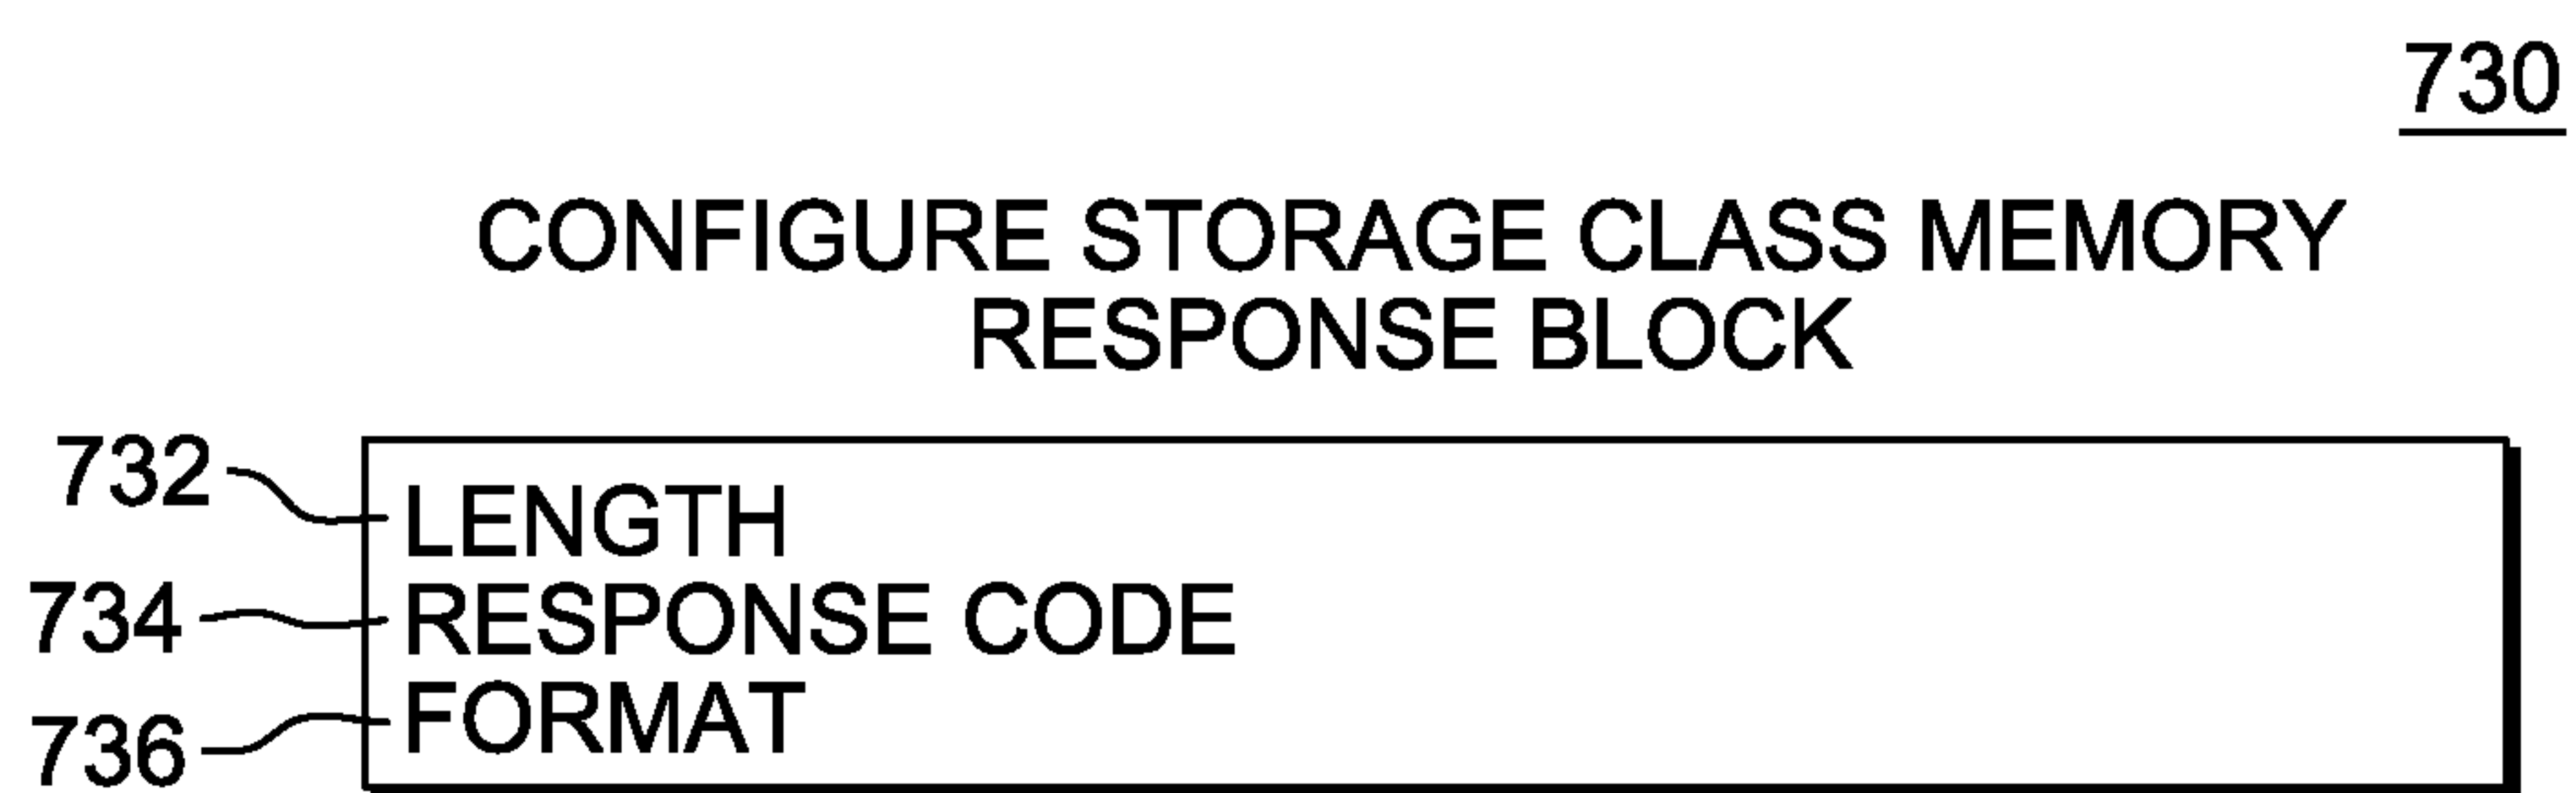 730
CONFIGURE STORAGE CLASS MEMORY
RESPONSE BLOCK
732 LENGTH
734 RESPONSE CODE
736 FORMAT